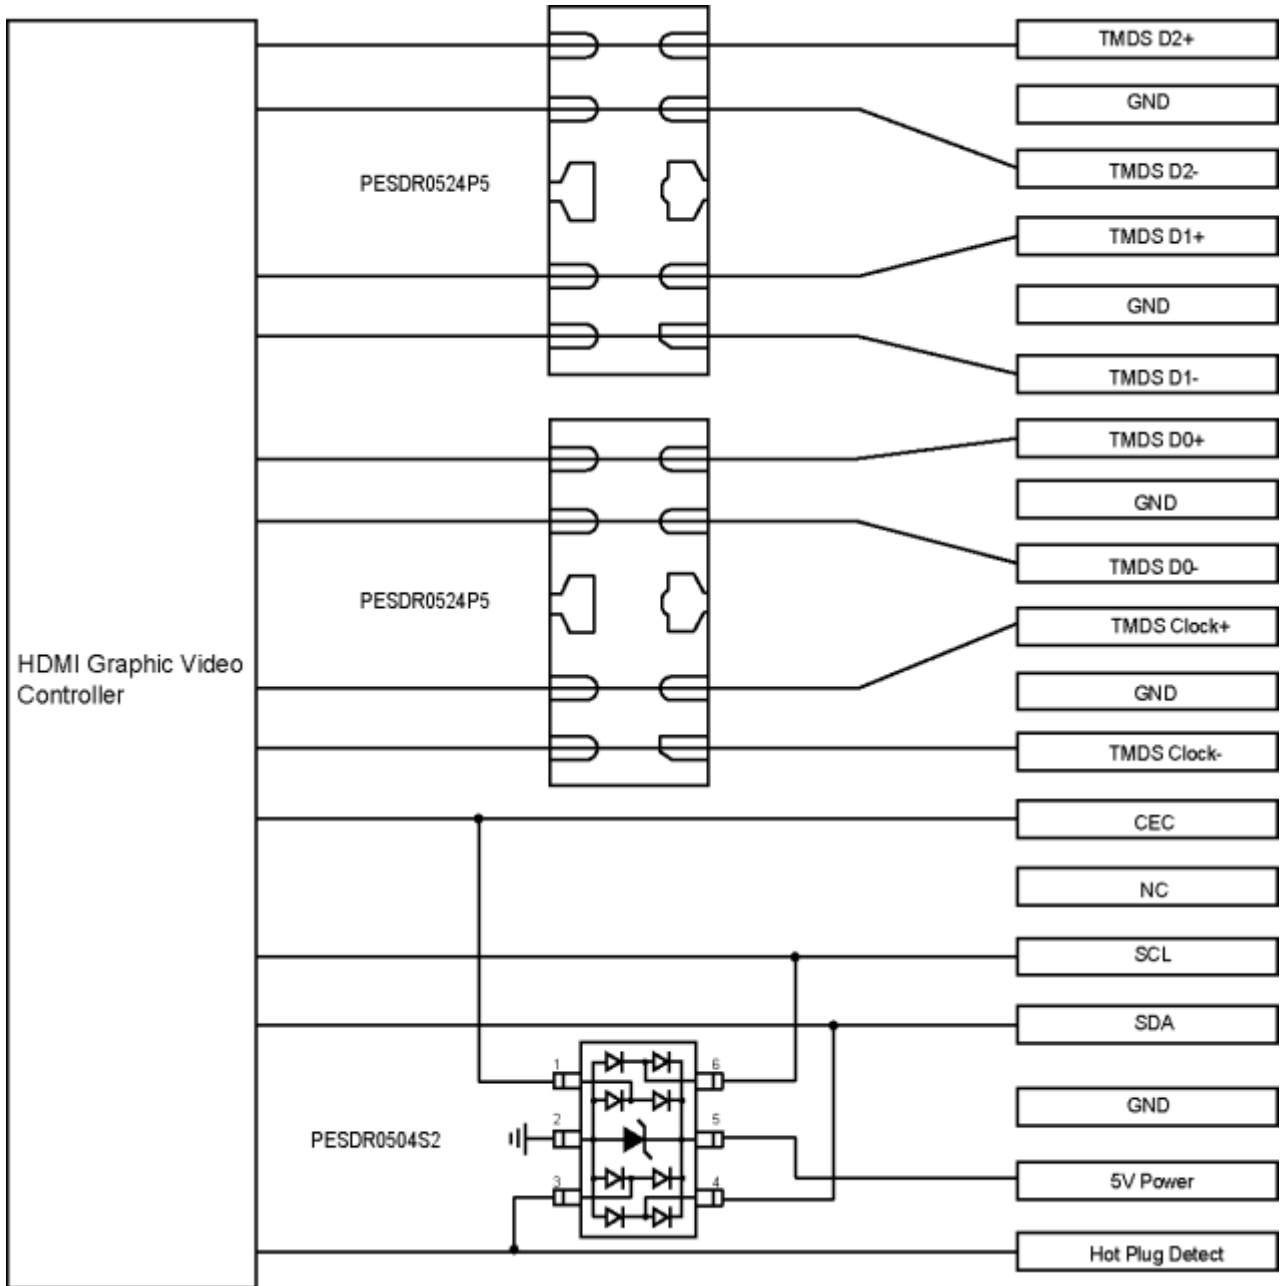 TMDS D2+
GND
PESDR0524P5
TMDS D2-
TMDS D1+
GND
TMDS D1-
TMDS D0+
GND
TMDS D0-
PESDR0524P5
TMDS Clock+
HDMI Graphic Video
Controller
GND
TMDS Clock-
CEC
NC
SCL
SDA
1
6
GND
PESDR0504S2
2
5
5V Power
3
4
Hot Plug Detect